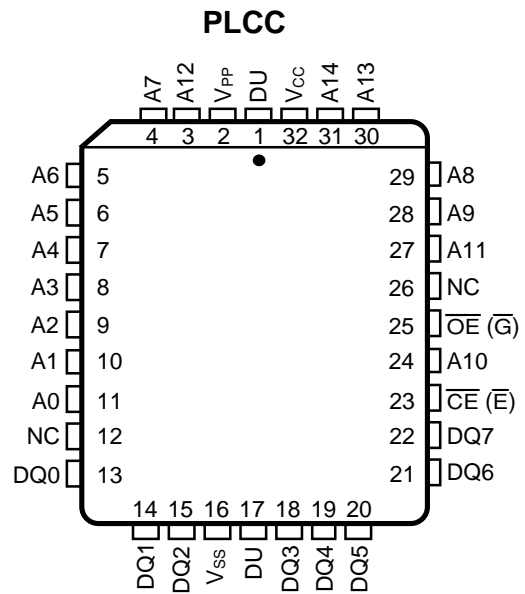 PLCC
A7 A12 VPP DU VCC A14 A13
4 3 2 1 32 31 30
A6 5 29 A8
A5 6 28 A9
A4 7 27 A11
A3 8 26 NC
A2 9 25 O̅E̅ (G̅)
A1 10 24 A10
A0 11 23 C̅E̅ (E̅)
NC 12 22 DQ7
DQ0 13 21 DQ6
14 15 16 17 18 19 20
DQ1 DQ2 VSS DU DQ3 DQ4 DQ5